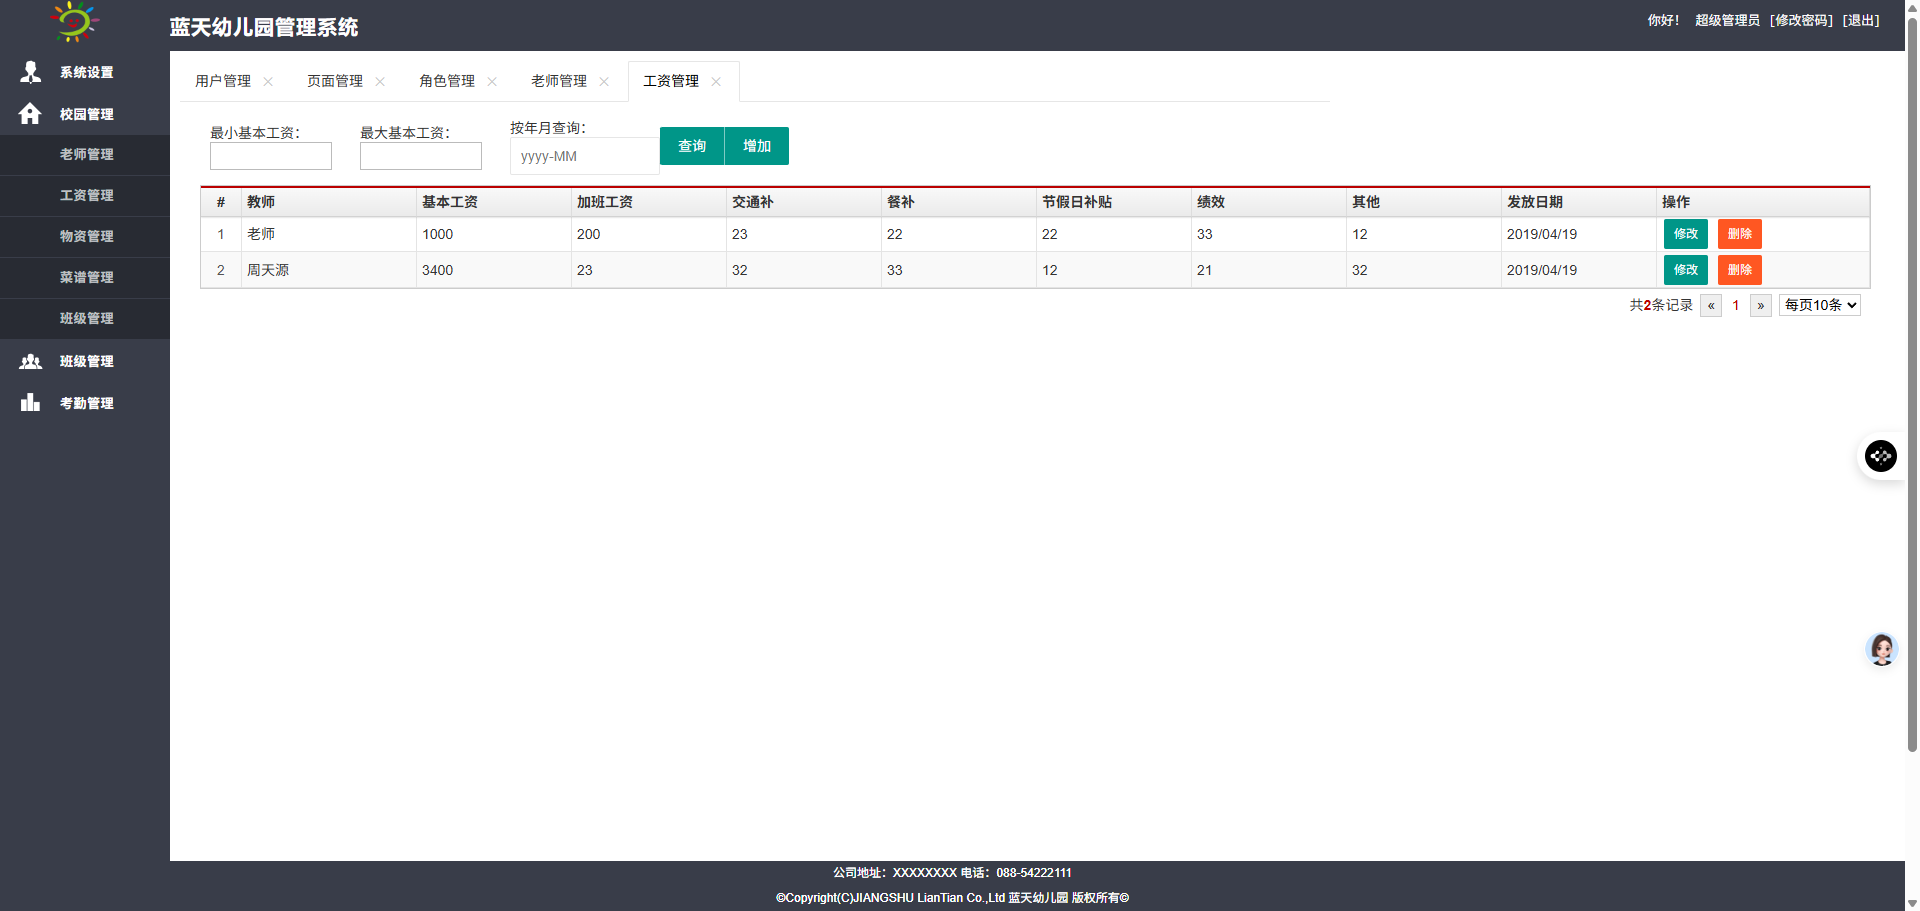 蓝天幼儿园管理系统
你好！ 超级管理员 [修改密码] [退出]
系统设置
校园管理
老师管理
工资管理
物资管理
菜谱管理
班级管理
班级管理
考勤管理
用户管理 页面管理 角色管理 老师管理 工资管理
最小基本工资： 最大基本工资： 按年月查询：
yyyy-MM 查询 增加
# 教师 基本工资 加班工资 交通补 餐补 节假日补贴 绩效 其他 发放日期 操作
1 老师 1000 200 23 22 22 33 12 2019/04/19 修改 删除
2 周天源 3400 23 32 33 12 21 32 2019/04/19 修改 删除
共2条记录 « 1 » 每页10条
公司地址：XXXXXXXX 电话：088-54222111
©Copyright(C)JIANGSHU LianTian Co.,Ltd 蓝天幼儿园 版权所有©